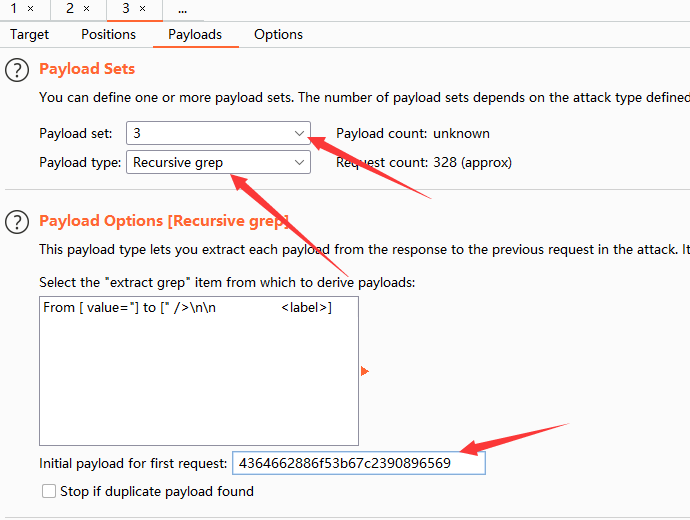 1 × 2 × 3 × ...
Target Positions Payloads Options
? Payload Sets
You can define one or more payload sets. The number of payload sets depends on the attack type defined
Payload set: 3 Payload count: unknown
Payload type: Recursive grep Request count: 328 (approx)
? Payload Options [Recursive grep]
This payload type lets you extract each payload from the response to the previous request in the attack. It
Select the "extract grep" item from which to derive payloads:
From [ value="] to [" />\n\n <label>]
Initial payload for first request: 4364662886f53b67c2390896569
Stop if duplicate payload found